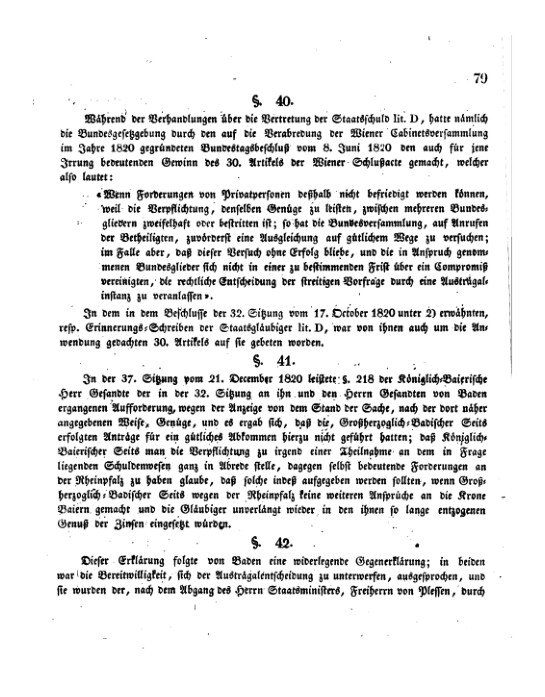 79
§. 40.
Während der Verhandlungen über die Vertretung der Staatsschuld lit. D, hatte nämlich
die Bundesgesetzgebung durch den auf die Verabredung der Wiener Cabinetsversammlung
im Jahre 1820 gegründeten Bundestagsbeschluß vom 8. Juni 1820 den auch für jene
Irrung bedeutenden Gewinn des 30. Artikels der Wiener Schlußacte gemacht, welcher
also lautet:
«Wenn Forderungen von Privatpersonen deßhalb nicht befriedigt werden können,
weil die Verpflichtung, denselben Genüge zu leisten, zwischen mehreren Bundes-
gliedern zweifelhaft oder bestritten ist; so hat die Bundesversammlung, auf Anrufen
der Betheiligten, zuvörderst eine Ausgleichung auf gütlichem Wege zu versuchen;
im Falle aber, daß dieser Versuch ohne Erfolg bliebe, und die in Anspruch genom-
menen Bundesglieder sich nicht in einer zu bestimmenden Frist über ein Compromiß
vereinigten, die rechtliche Entscheidung der streitigen Vorfrage durch eine Austrägal-
instanz zu veranlassen».
In dem in dem Beschlusse der 32. Sitzung vom 17. October 1820 unter 2) erwähnten,
resp. Erinnerungs-Schreiben der Staatsgläubiger lit. D, war von ihnen auch um die An-
wendung gedachten 30. Artikels auf sie gebeten worden.
§. 41.
In der 37. Sitzung vom 21. December 1820 leistete §. 218 der Königlich-Baierische
Herr Gesandte der in der 32. Sitzung an ihn und den Herrn Gesandten von Baden
ergangenen Aufforderung, wegen der Anzeige von dem Stand der Sache, nach der dort näher
angegebenen Weise, Genüge, und es ergab sich, daß die, Großherzoglich-Badischer Seits
erfolgten Anträge für ein gütliches Abkommen hierzu nicht geführt hatten; daß Königlich-
Baierischer Seits man die Verpflichtung zu irgend einer Theilnahme an dem in Frage
liegenden Schuldenwesen ganz in Abrede stelle, dagegen selbst bedeutende Forderungen an
der Rheinpfalz zu haben glaube, daß solche indeß aufgegeben werden sollten, wenn Groß-
herzoglich-Badischer Seits wegen der Rheinpfalz keine weiteren Ansprüche an die Krone
Baiern gemacht und die Gläubiger unverlängt wieder in den ihnen so lange entzogenen
Genuß der Zinsen eingesetzt würden.
§. 42.
Dieser Erklärung folgte von Baden eine widerlegende Gegenerklärung; in beiden
war die Bereitwilligkeit, sich der Austrägalentscheidung zu unterwerfen, ausgesprochen, und
sie wurden der, nach dem Abgang des Herrn Staatsministers, Freiherrn von Plessen, durch